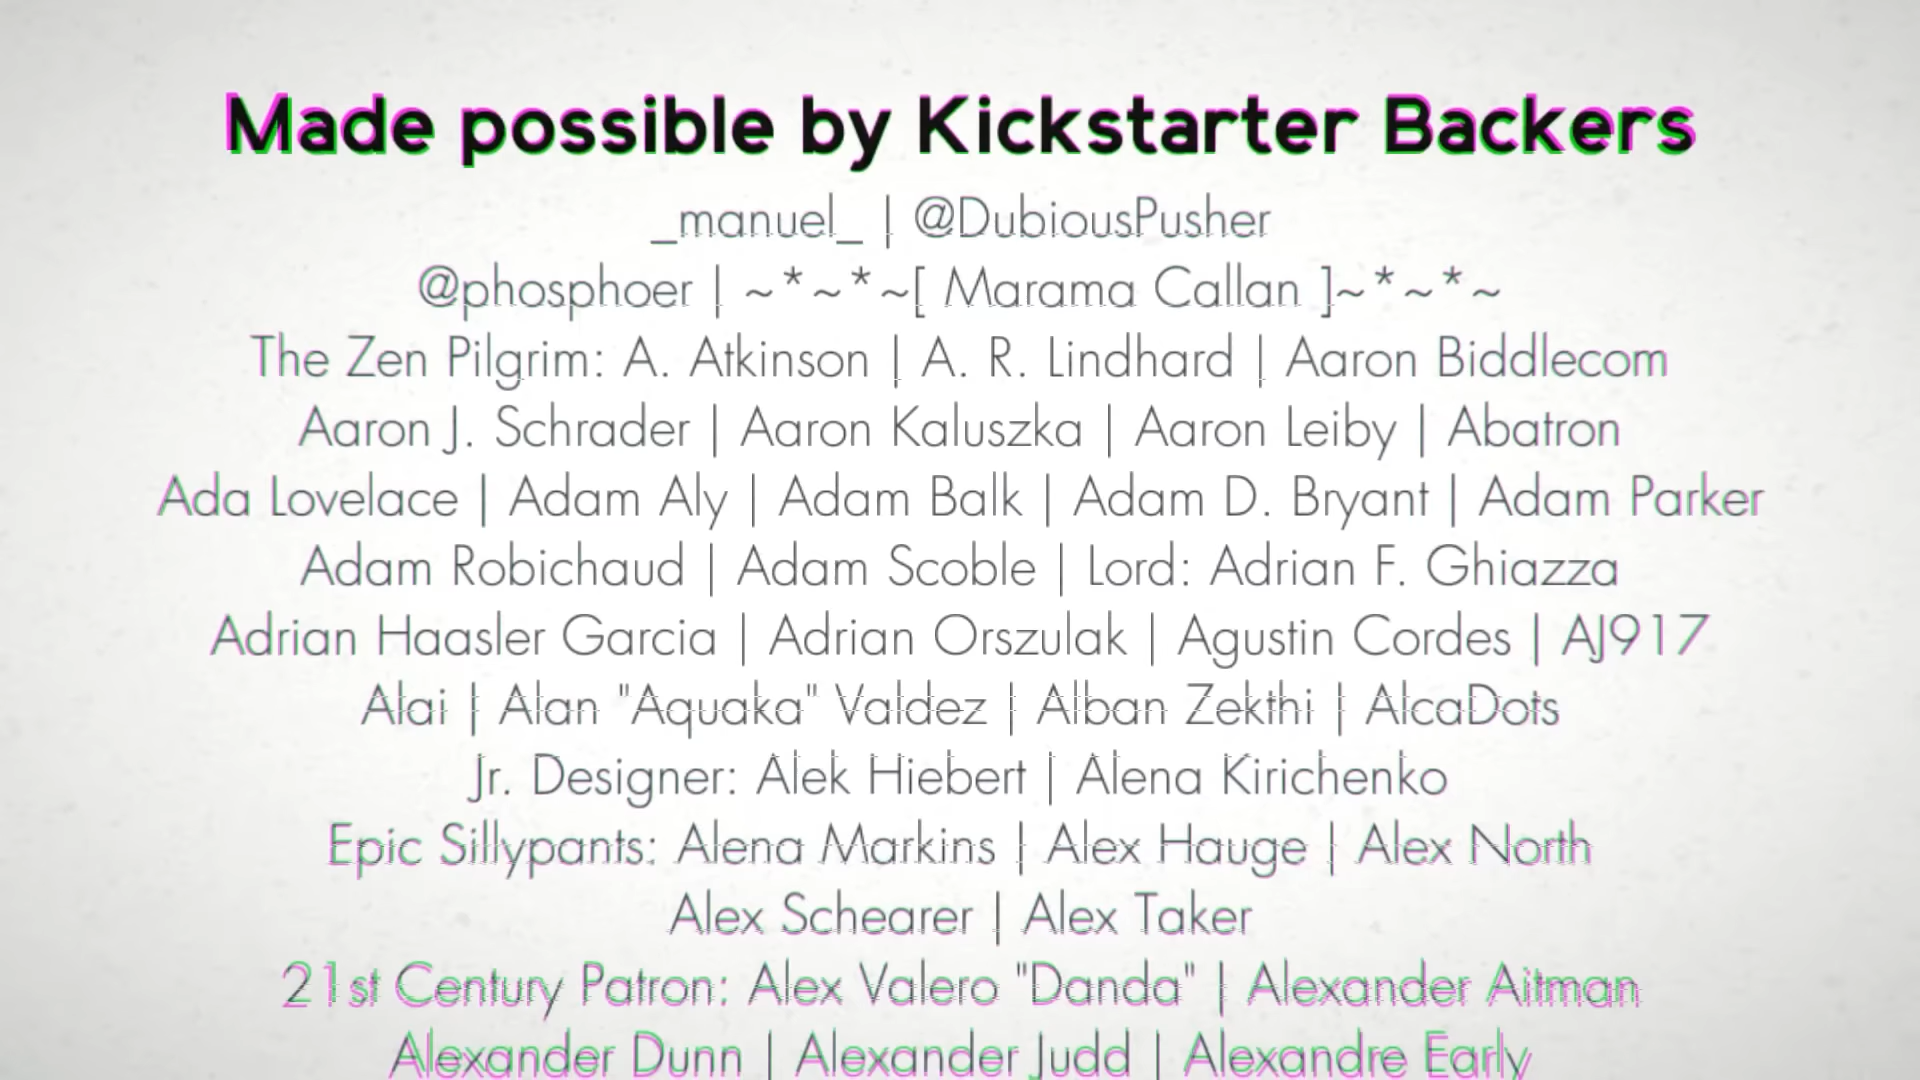 Made possible by Kickstarter Backers
_manuel_ | @DubiousPusher
@phosphoer | ~*~*~[ Marama Callan ]~*~*~
The Zen Pilgrim: A. Atkinson | A. R. Lindhard | Aaron Biddlecom
Aaron J. Schrader | Aaron Kaluszka | Aaron Leiby | Abatron
Ada Lovelace | Adam Aly | Adam Balk | Adam D. Bryant | Adam Parker
Adam Robichaud | Adam Scoble | Lord: Adrian F. Ghiazza
Adrian Haasler Garcia | Adrian Orszulak | Agustin Cordes | AJ917
Alai | Alan "Aquaka" Valdez | Alban Zekthi | AlcaDots
Jr. Designer: Alek Hiebert | Alena Kirichenko
Epic Sillypants: Alena Markins | Alex Hauge | Alex North
Alex Schearer | Alex Taker
21st Century Patron: Alex Valero "Danda" | Alexander Aitman
Alexander Dunn | Alexander Judd | Alexandre Early